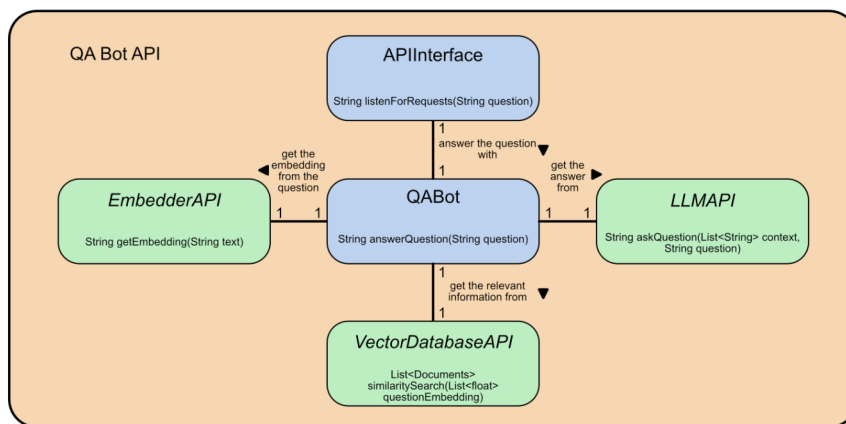 QA Bot API
APIInterface
String listenForRequests(String question)
1
answer the question
with
1
get the
embedding
from the
question
get the
answer
from
EmbedderAPI
String getEmbedding(String text)
1
1
QABot
String answerQuestion(String question)
1
1
LLMAPI
String askQuestion(List<String> context,
String question)
1
get the relevant
information from
1
VectorDatabaseAPI
List<Documents>
similaritySearch(List<float>
questionEmbedding)